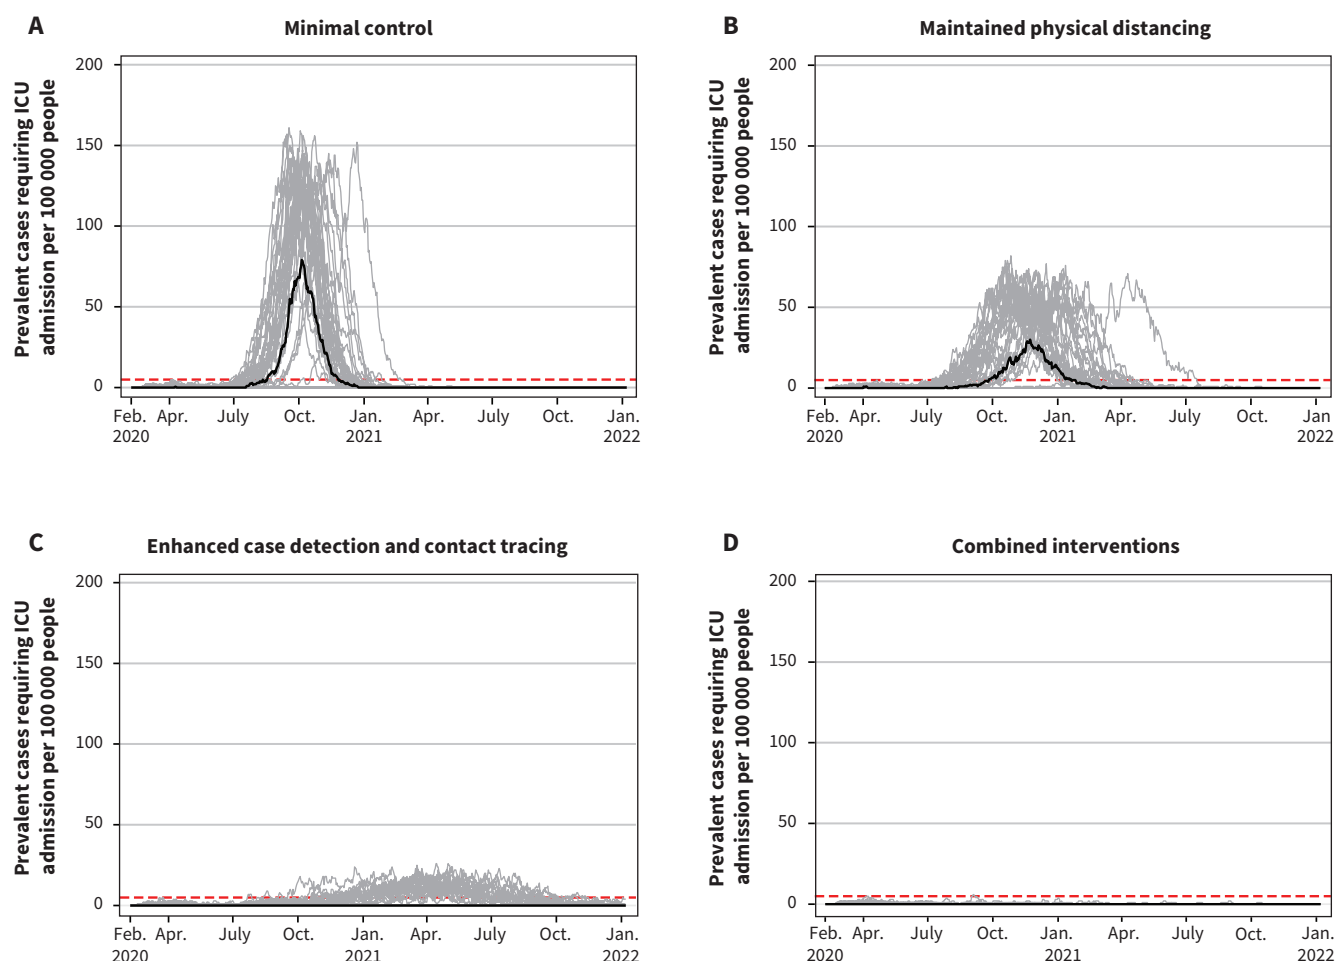 A
Minimal control
Prevalent cases requiring ICU
admission per 100 000 people
200
150
100
50
0
Feb. Apr. July Oct. Jan. Apr. July Oct. Jan.
2020 2021 2022
B
Maintained physical distancing
Prevalent cases requiring ICU
admission per 100 000 people
200
150
100
50
0
Feb. Apr. July Oct. Jan. Apr. July Oct. Jan.
2020 2021 2022
C
Enhanced case detection and contact tracing
Prevalent cases requiring ICU
admission per 100 000 people
200
150
100
50
0
Feb. Apr. July Oct. Jan. Apr. July Oct. Jan.
2020 2021 2022
D
Combined interventions
Prevalent cases requiring ICU
admission per 100 000 people
200
150
100
50
0
Feb. Apr. July Oct. Jan. Apr. July Oct. Jan.
2020 2021 2022